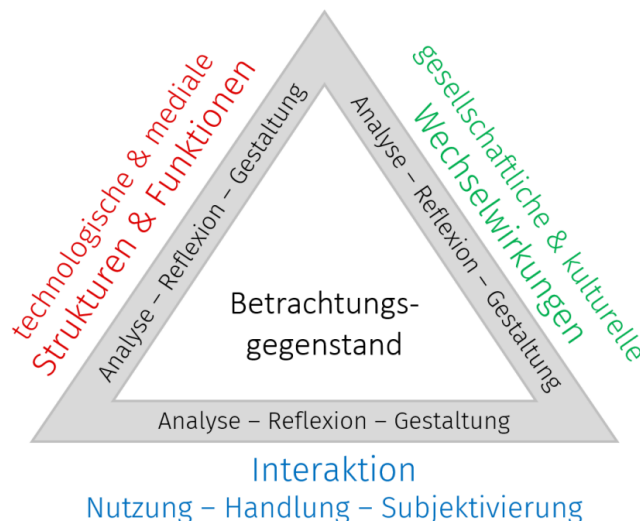 technologische & mediale
Strukturen & Funktionen
Analyse – Reflexion – Gestaltung
gesellschaftliche & kulturelle
Wechselwirkungen
Analyse – Reflexion – Gestaltung
Betrachtungs-
gegenstand
Analyse – Reflexion – Gestaltung
Interaktion
Nutzung – Handlung – Subjektivierung